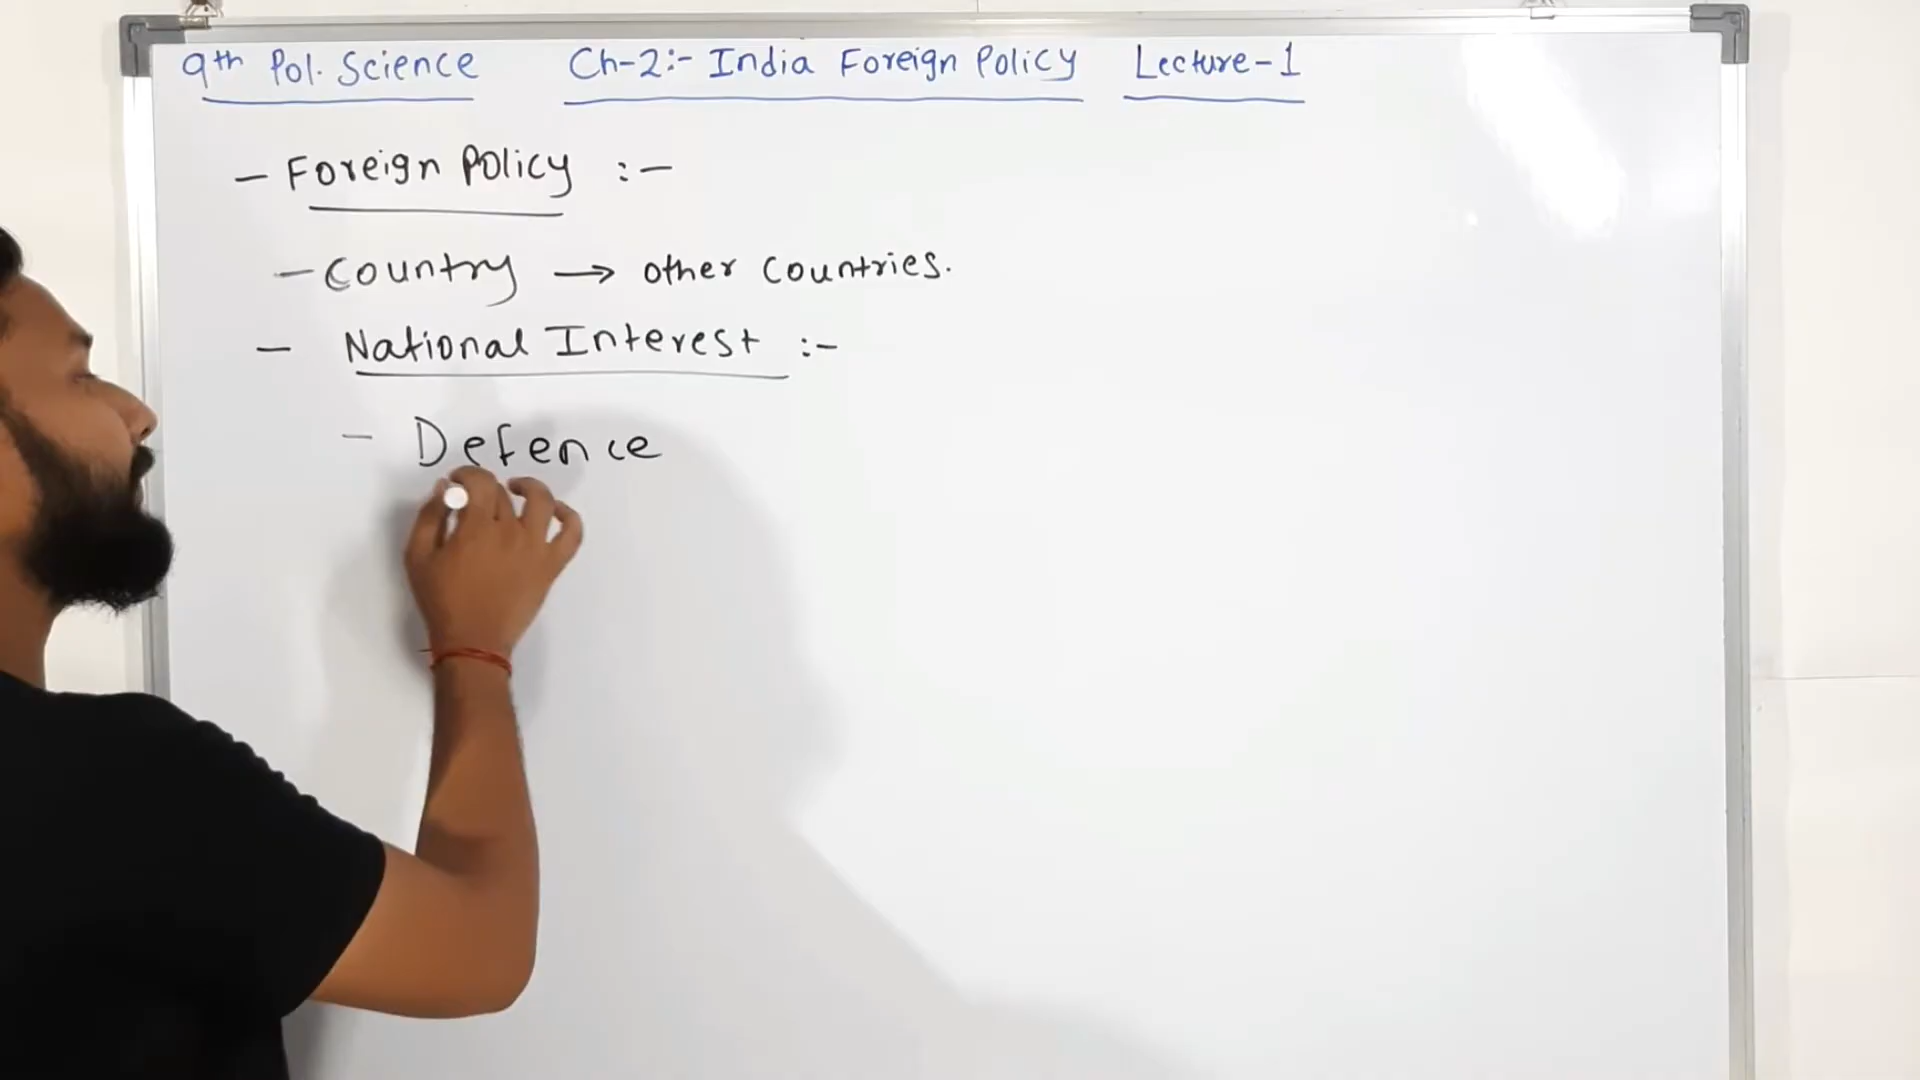 9th Pol. Science Ch-2:- India Foreign Policy Lecture-1
- Foreign Policy :-
- Country → other countries.
- National Interest :-
- Defence